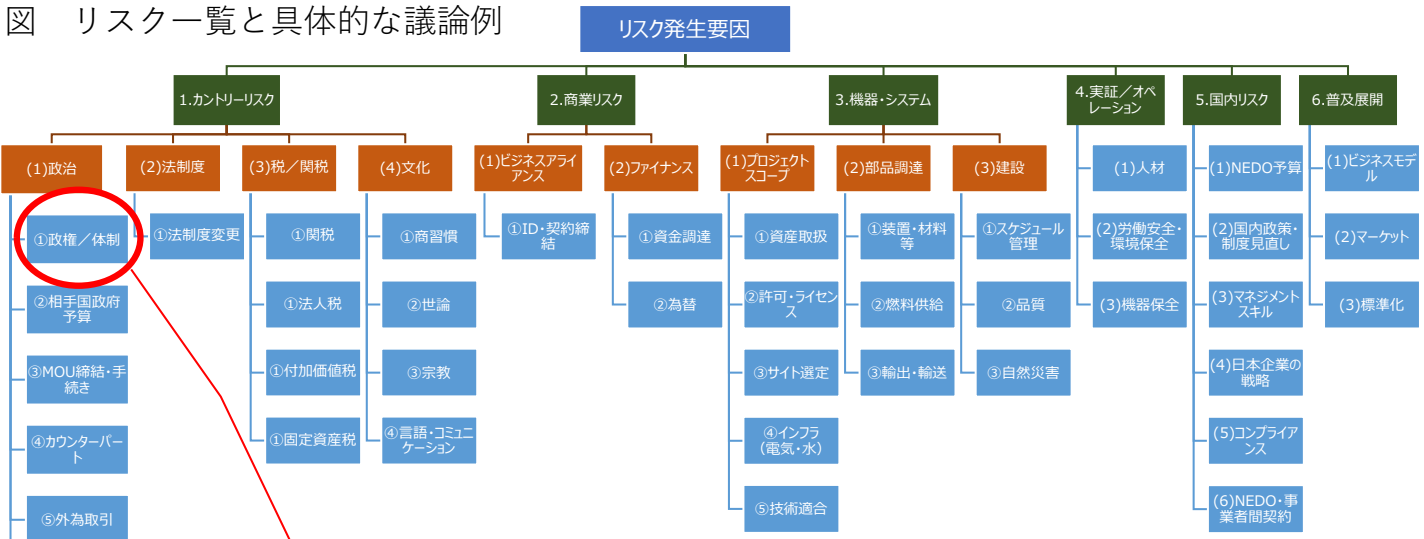 図　リスク一覧と具体的な議論例
リスク発生要因
1.カントリーリスク
2.商業リスク
3.機器・システム
4.実証／オペ
レーション
5.国内リスク
6.普及展開
(1)政治
(2)法制度
(3)税／関税
(4)文化
(1)ビジネスアライ
アンス
(2)ファイナンス
(1)プロジェクト
スコープ
(2)部品調達
(3)建設
(1)人材
(1)NEDO予算
(1)ビジネスモデ
ル
①政権／体制
①法制度変更
①関税
①商習慣
①ID・契約締
結
①資金調達
①資産取扱
①装置・材料
等
①スケジュール
管理
(2)労働安全・
環境保全
(2)国内政策・
制度見直し
(2)マーケット
②相手国政府
予算
①法人税
②世論
②為替
②許可・ライセン
ス
②燃料供給
②品質
(3)機器保全
(3)マネジメント
スキル
(3)標準化
③MOU締結・手
続き
①付加価値税
③宗教
③サイト選定
③輸出・輸送
③自然災害
(4)日本企業の
戦略
④カウンターパー
ト
①固定資産税
④言語・コミュニ
ケーション
④インフラ
（電気・水）
(5)コンプライア
ンス
⑤外為取引
⑤技術適合
(6)NEDO・事
業者間契約